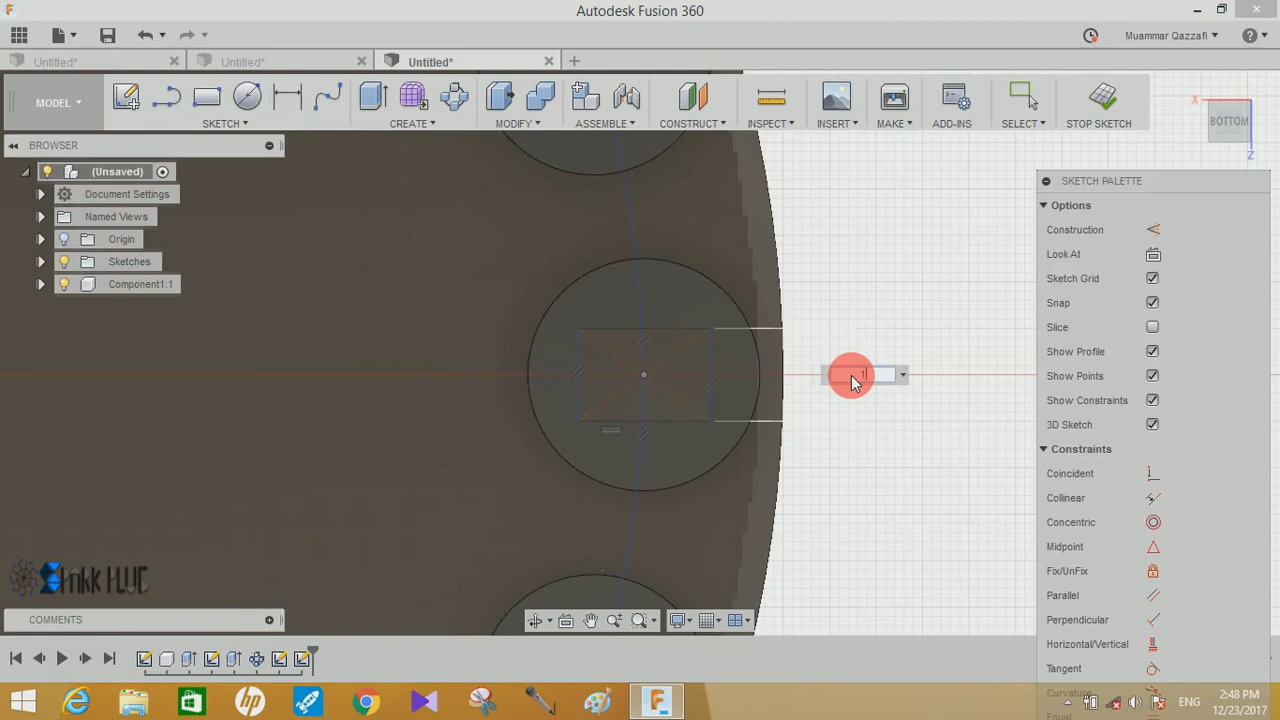 Autodesk Fusion 360
Muammar Qazzafi
Untitled*
Untitled*
Untitled*
MODEL
SKETCH
CREATE
MODIFY
ASSEMBLE
CONSTRUCT
INSPECT
INSERT
MAKE
ADD-INS
SELECT
STOP SKETCH
X
BOTTOM
Z
BROWSER
(Unsaved)
Document Settings
Named Views
Origin
Sketches
Component1:1
SKETCH PALETTE
Options
Construction
Look At
Sketch Grid
Snap
Slice
Show Profile
Show Points
Show Constraints
3D Sketch
Constraints
Coincident
Collinear
Concentric
Midpoint
Fix/UnFix
Parallel
Perpendicular
Horizontal/Vertical
Tangent
Curvature
Equal
1
COMMENTS
ENG
2:48 PM
12/23/2017